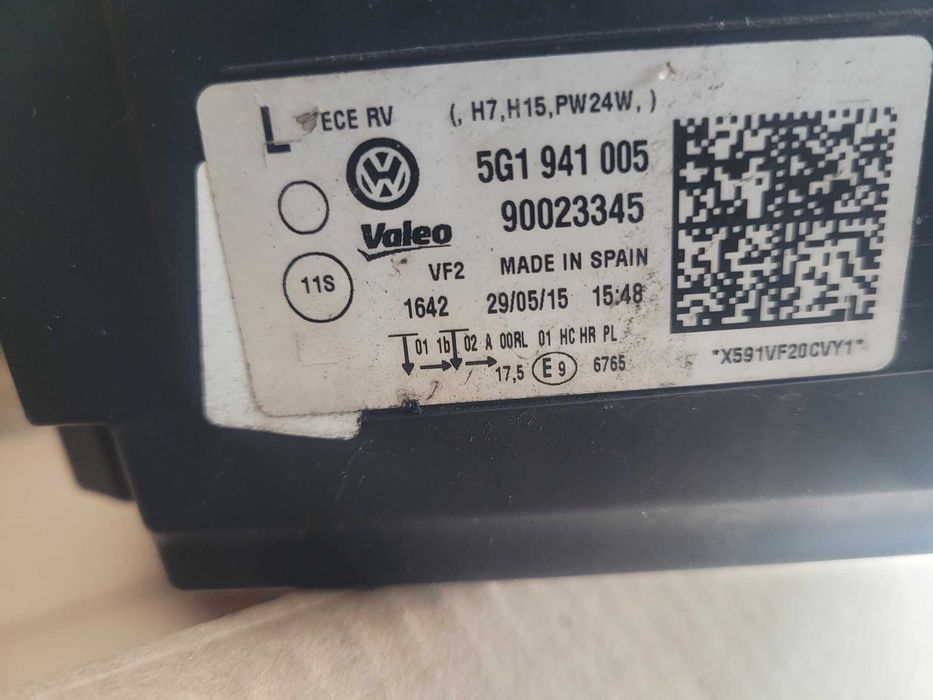 L ECE RV (, H7,H15,PW24W, )
5G1 941 005
Valeo 90023345
11S
VF2 MADE IN SPAIN
1642 29/05/15 15:48
01 1b 02 A 00RL 01 HC HR PL
17,5 E 9 6765
*X591VF20CVY1*